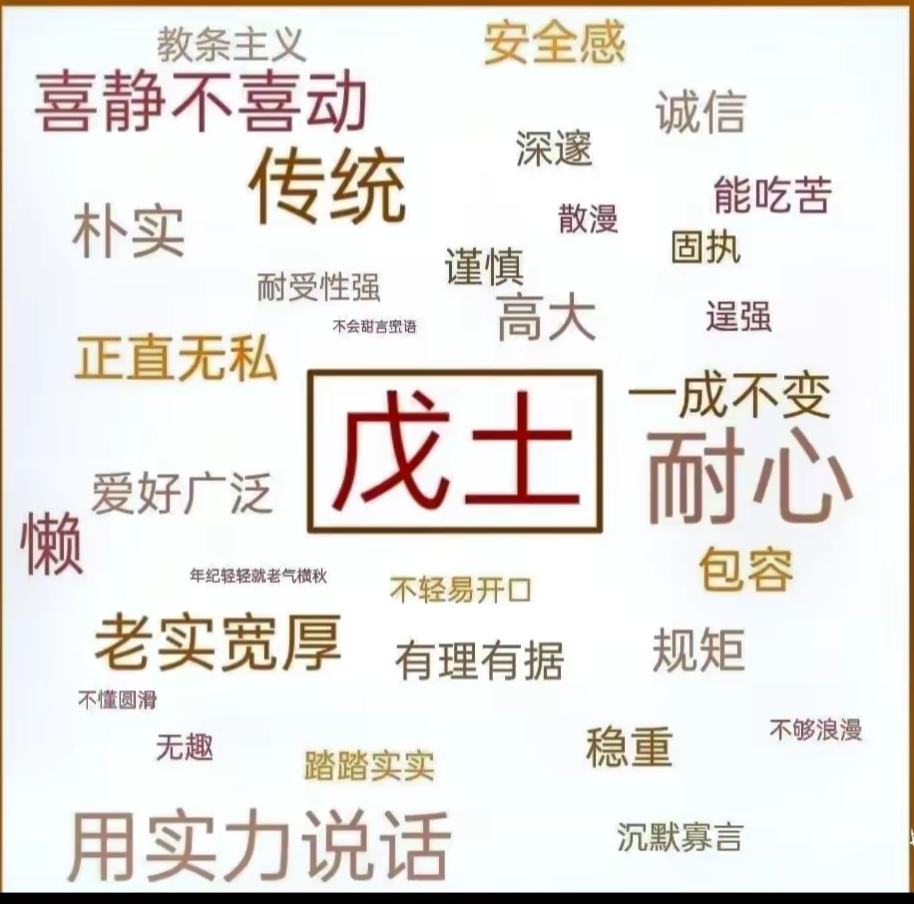 教条主义
安全感
喜静不喜动
诚信
深邃
传统
能吃苦
朴实
散漫
固执
谨慎
耐受性强
高大
逞强
不会甜言蜜语
正直无私
一成不变
戊土
耐心
爱好广泛
懒
包容
年纪轻轻就老气横秋
不轻易开口
老实宽厚
有理有据
规矩
不懂圆滑
不够浪漫
无趣
稳重
踏踏实实
用实力说话
沉默寡言